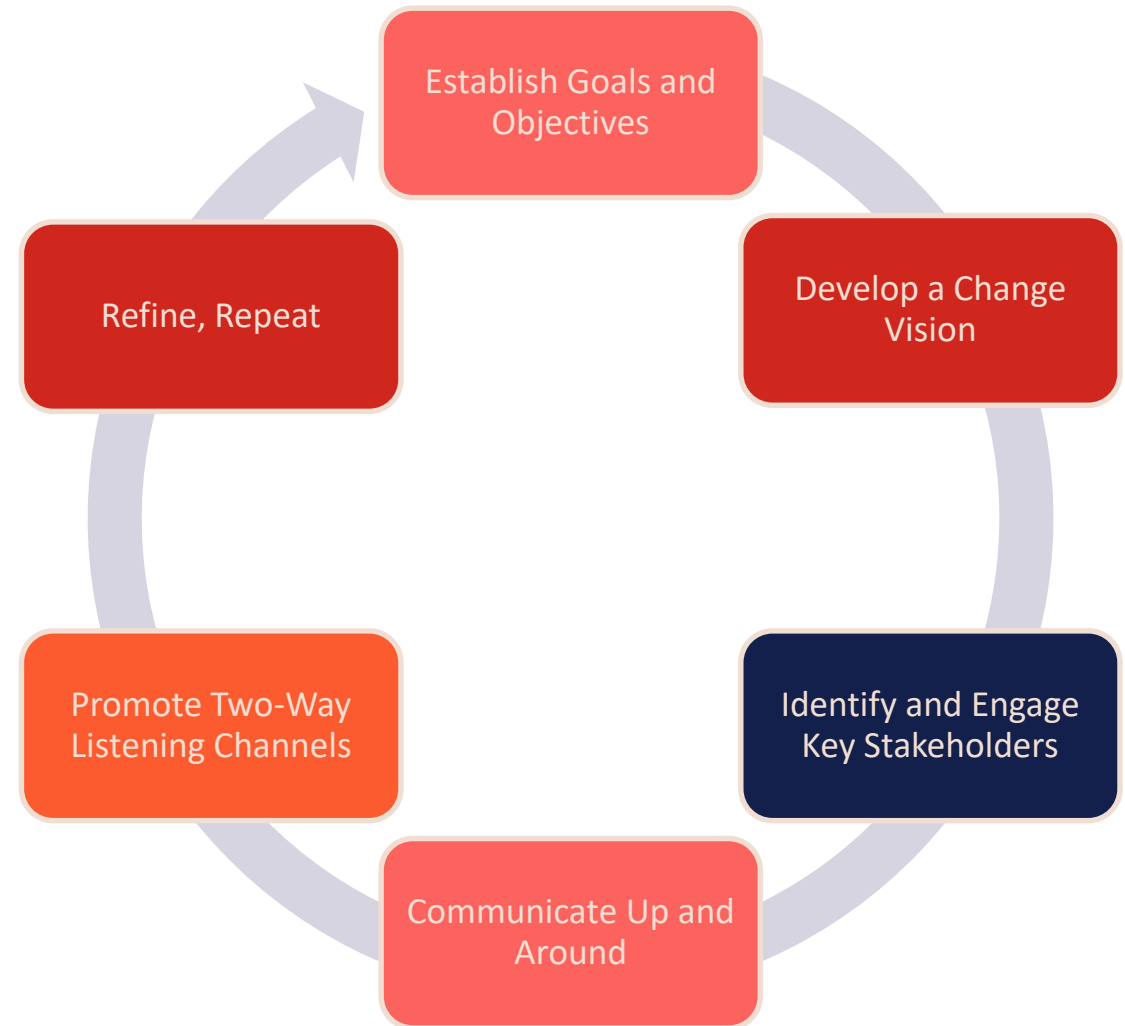 Establish Goals and
Objectives
Develop a Change
Vision
Identify and Engage
Key Stakeholders
Communicate Up and
Around
Promote Two-Way
Listening Channels
Refine, Repeat